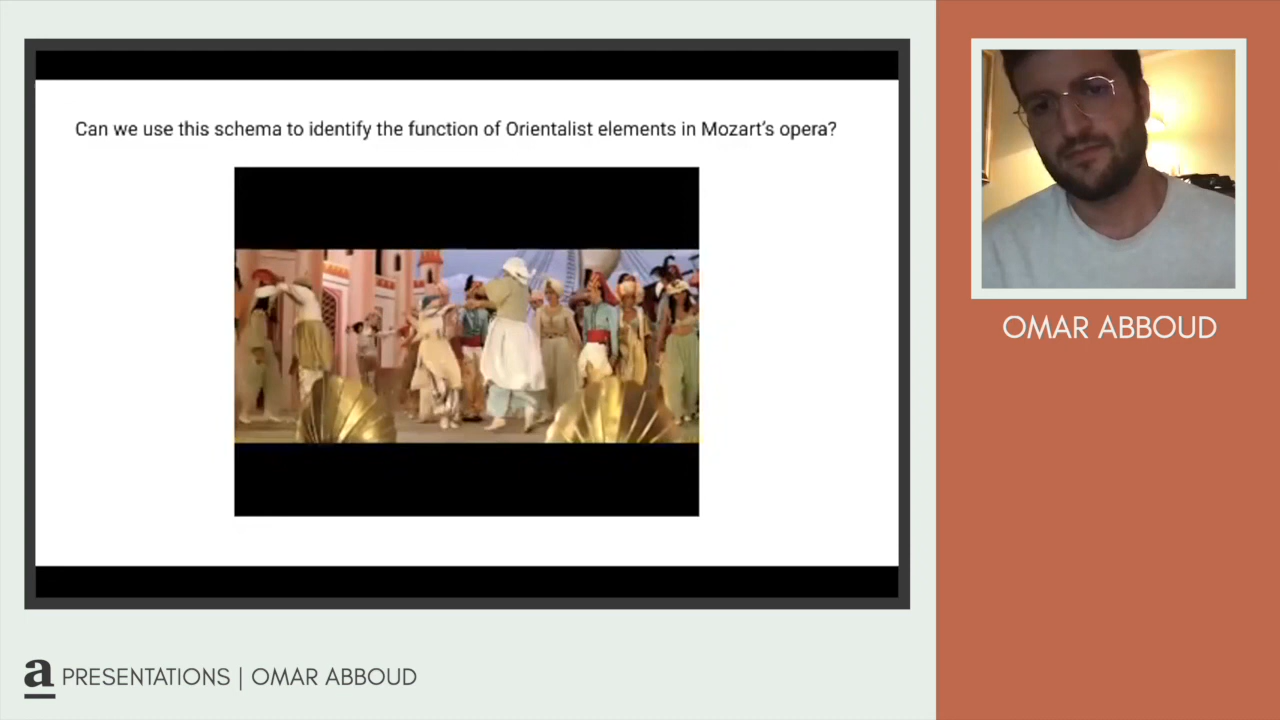 Can we use this schema to identify the function of Orientalist elements in Mozart's opera?
OMAR ABBOUD
a PRESENTATIONS | OMAR ABBOUD